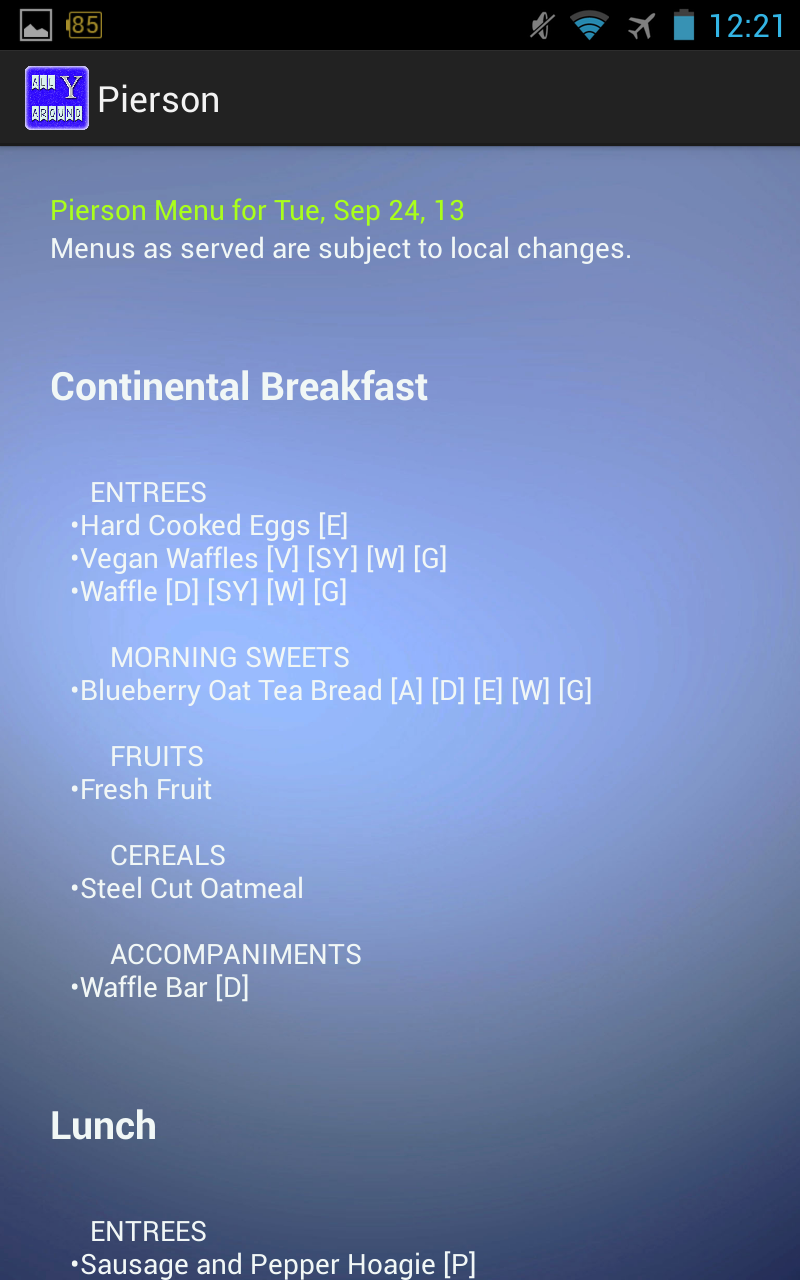 85
12:21
ALL Y
AROUND
Pierson
Pierson Menu for Tue, Sep 24, 13
Menus as served are subject to local changes.
Continental Breakfast
ENTREES
•Hard Cooked Eggs [E]
•Vegan Waffles [V] [SY] [W] [G]
•Waffle [D] [SY] [W] [G]
MORNING SWEETS
•Blueberry Oat Tea Bread [A] [D] [E] [W] [G]
FRUITS
•Fresh Fruit
CEREALS
•Steel Cut Oatmeal
ACCOMPANIMENTS
•Waffle Bar [D]
Lunch
ENTREES
•Sausage and Pepper Hoagie [P]